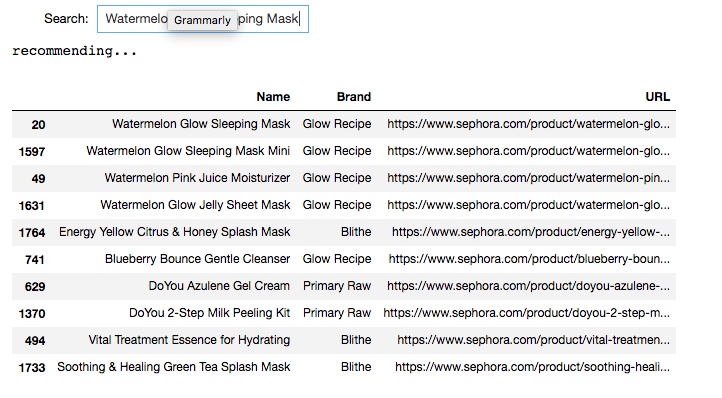 Search: Watermelo Grammarly ping Mask
recommending...
Name Brand URL
20 Watermelon Glow Sleeping Mask Glow Recipe https://www.sephora.com/product/watermelon-glo...
1597 Watermelon Glow Sleeping Mask Mini Glow Recipe https://www.sephora.com/product/watermelon-glo...
49 Watermelon Pink Juice Moisturizer Glow Recipe https://www.sephora.com/product/watermelon-pin...
1631 Watermelon Glow Jelly Sheet Mask Glow Recipe https://www.sephora.com/product/watermelon-glo...
1764 Energy Yellow Citrus & Honey Splash Mask Blithe https://www.sephora.com/product/energy-yellow-...
741 Blueberry Bounce Gentle Cleanser Glow Recipe https://www.sephora.com/product/blueberry-boun...
629 DoYou Azulene Gel Cream Primary Raw https://www.sephora.com/product/doyou-azulene-...
1370 DoYou 2-Step Milk Peeling Kit Primary Raw https://www.sephora.com/product/doyou-2-step-m...
494 Vital Treatment Essence for Hydrating Blithe https://www.sephora.com/product/vital-treatmen...
1733 Soothing & Healing Green Tea Splash Mask Blithe https://www.sephora.com/product/soothing-heali...